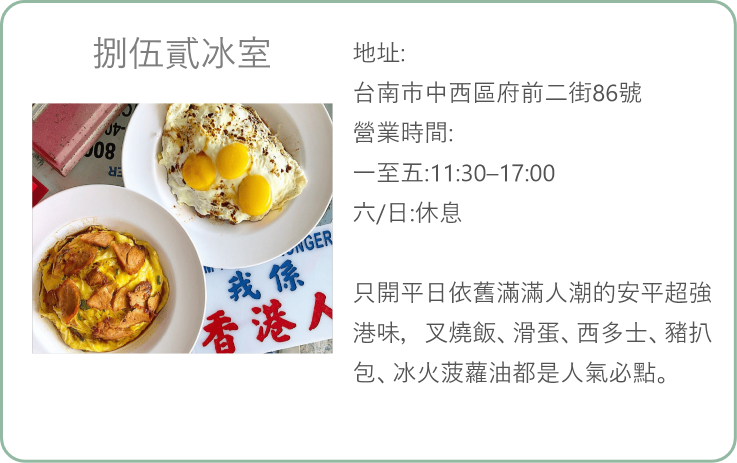 捌伍貳冰室
地址:
台南市中西區府前二街86號
營業時間:
一至五:11:30–17:00
六/日:休息
只開平日依舊滿滿人潮的安平超強
港味，叉燒飯、滑蛋、西多士、豬扒
包、冰火菠蘿油都是人氣必點。
800
UNGER
我係
香港人